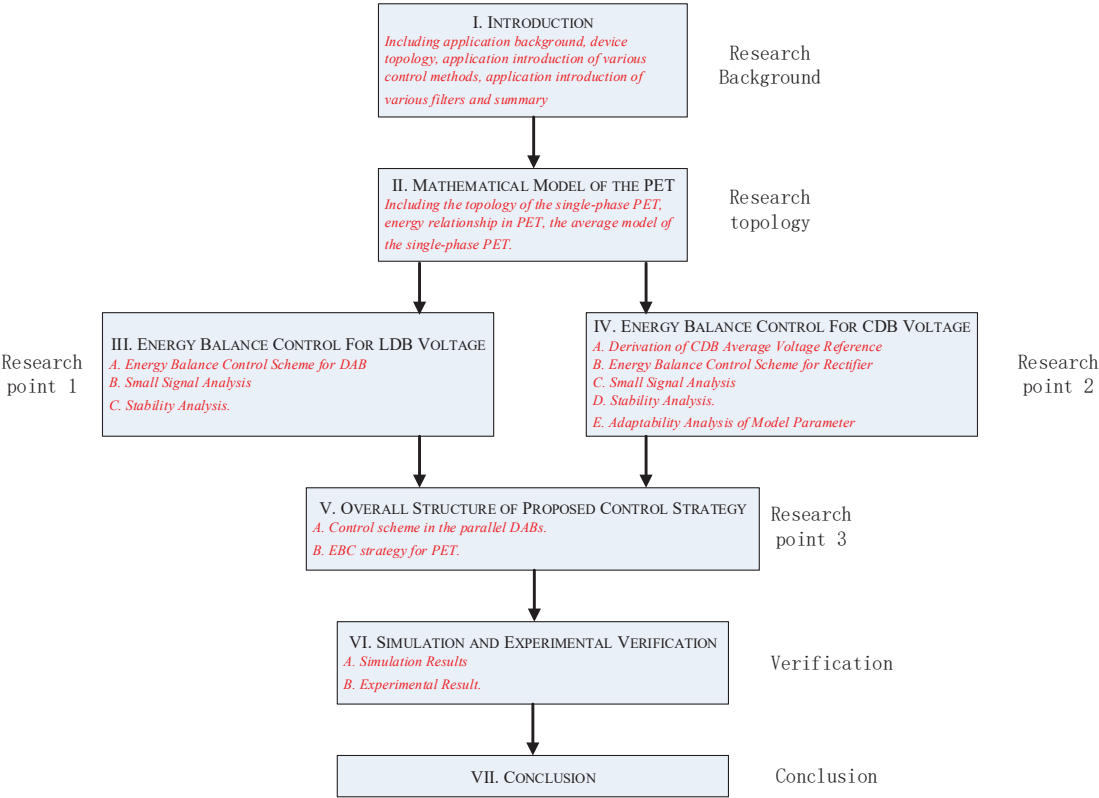 I. INTRODUCTION
Including application background, device
topology, application introduction of various
control methods, application introduction of
various filters and summary
Research
Background
II. MATHEMATICAL MODEL OF THE PET
Including the topology of the single-phase PET,
energy relationship in PET, the average model of
the single-phase PET.
Research
topology
Research
point 1
III. ENERGY BALANCE CONTROL FOR LDB VOLTAGE
A. Energy Balance Control Scheme for DAB
B. Small Signal Analysis
C. Stability Analysis.
IV. ENERGY BALANCE CONTROL FOR CDB VOLTAGE
A. Derivation of CDB Average Voltage Reference
B. Energy Balance Control Scheme for Rectifier
C. Small Signal Analysis
D. Stability Analysis.
E. Adaptability Analysis of Model Parameter
Research
point 2
V. OVERALL STRUCTURE OF PROPOSED CONTROL STRATEGY
A. Control scheme in the parallel DABs.
B. EBC strategy for PET.
Research
point 3
VI. SIMULATION AND EXPERIMENTAL VERIFICATION
A. Simulation Results
B. Experimental Result.
Verification
VII. CONCLUSION
Conclusion